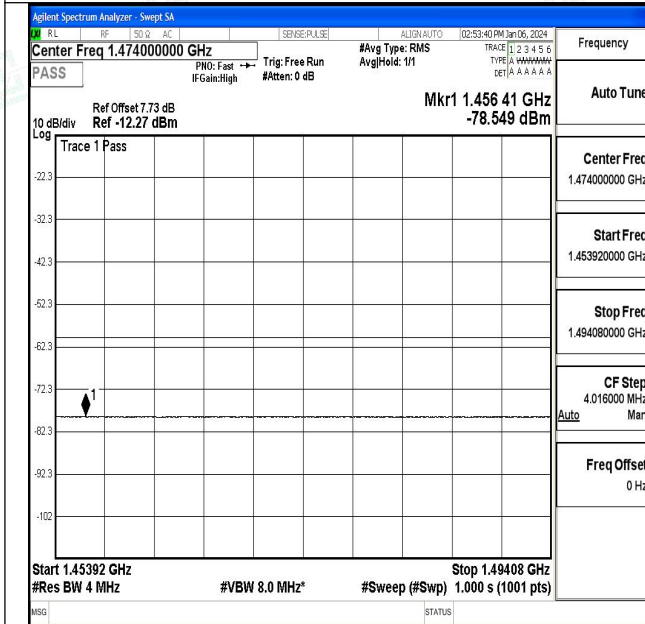 Agilent Spectrum Analyzer - Swept SA
LXI RL RF 50 Ω AC SENSE:PULSE ALIGN AUTO 02:53:40 PM Jan 06, 2024
Center Freq 1.474000000 GHz
PASS
PNO: Fast
IFGain:High
Trig: Free Run
#Atten: 0 dB
#Avg Type: RMS
Avg|Hold: 1/1
TRACE 1 2 3 4 5 6
TYPE A WWWWW
DET A A A A A A
Ref Offset 7.73 dB
10 dB/div Ref -12.27 dBm
Log
Mkr1 1.456 41 GHz
-78.549 dBm
Trace 1 Pass
-22.3
-32.3
-42.3
-52.3
-62.3
-72.3
1
-82.3
-92.3
-102
Start 1.45392 GHz Stop 1.49408 GHz
#Res BW 4 MHz #VBW 8.0 MHz* #Sweep (#Swp) 1.000 s (1001 pts)
MSG STATUS
Frequency
Auto Tune
Center Freq
1.474000000 GHz
Start Freq
1.453920000 GHz
Stop Freq
1.494080000 GHz
CF Step
4.016000 MHz
Auto Man
Freq Offset
0 Hz